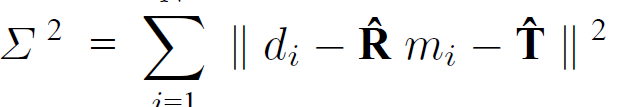 Σ² = ∑ᵢ₌₁ ‖ dᵢ − R̂ mᵢ − T̂ ‖²